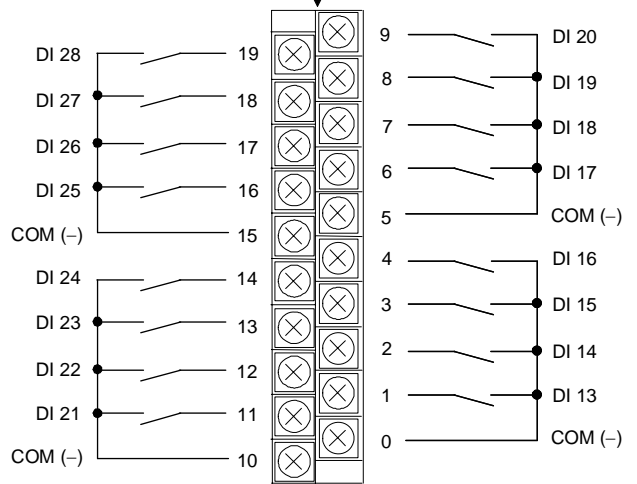 DI 28 19 9 DI 20
DI 27 18 8 DI 19
DI 26 17 7 DI 18
DI 25 16 6 DI 17
COM (−) 15 5 COM (−)
DI 24 14 4 DI 16
DI 23 13 3 DI 15
DI 22 12 2 DI 14
DI 21 11 1 DI 13
COM (−) 10 0 COM (−)